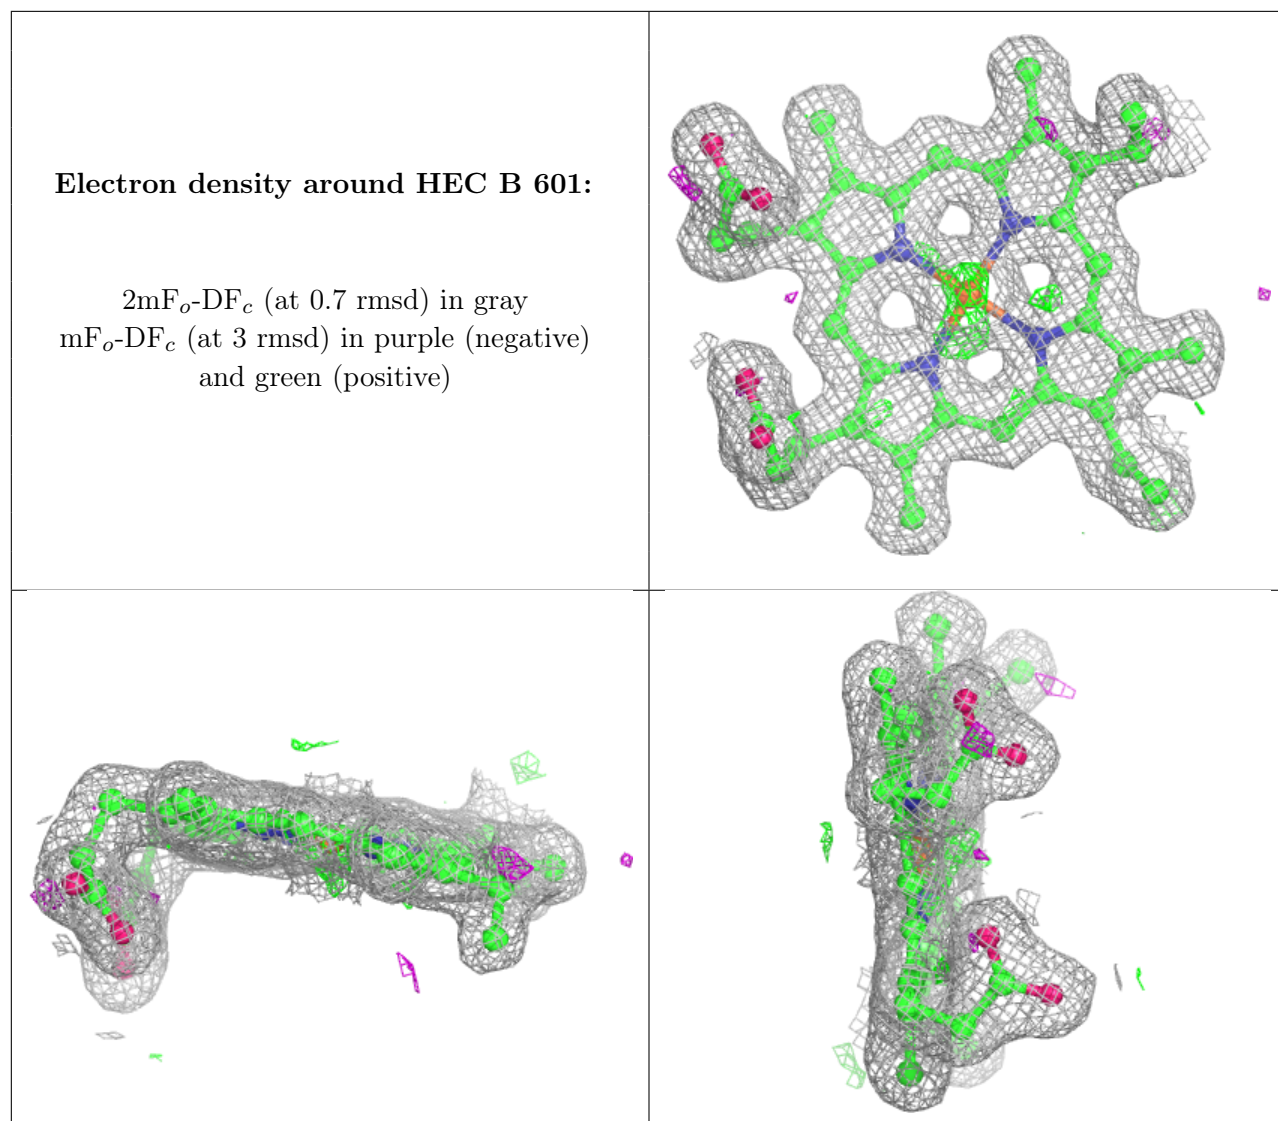 Electron density around HEC B 601:
2mFo-DFc (at 0.7 rmsd) in gray
mFo-DFc (at 3 rmsd) in purple (negative)
and green (positive)